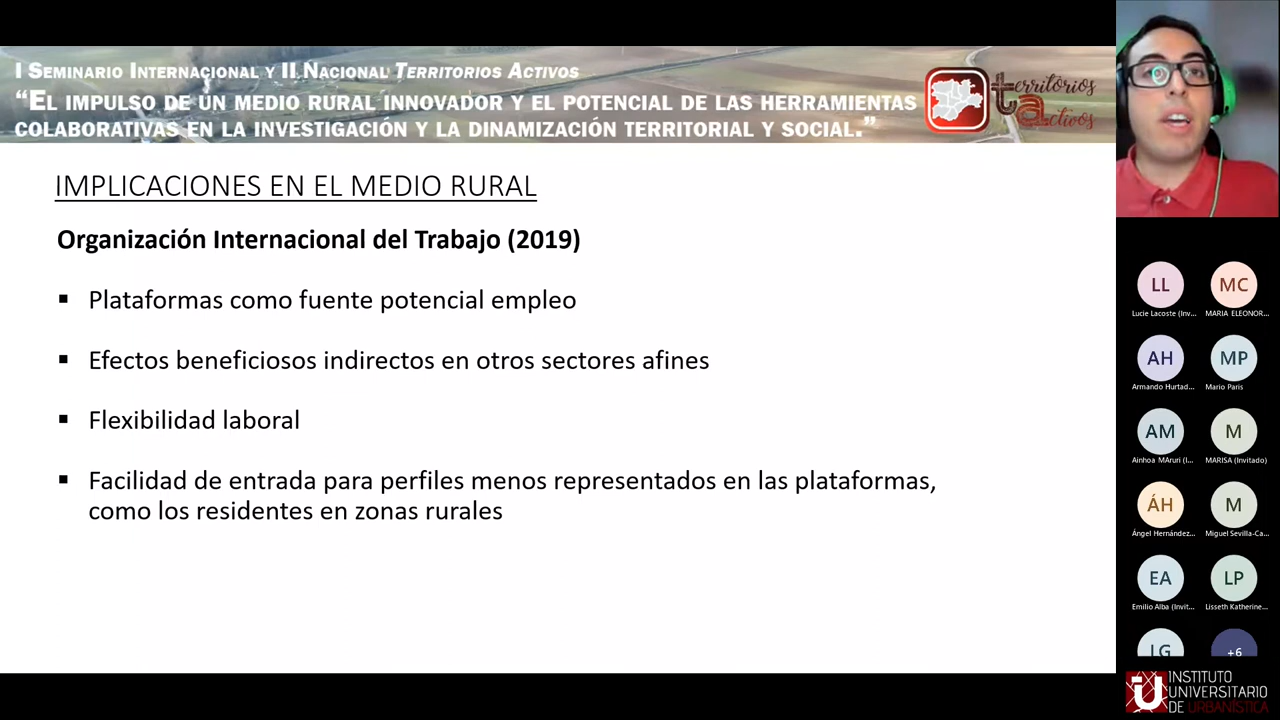 I Seminario Internacional y II Nacional Territorios Activos
“El impulso de un medio rural innovador y el potencial de las herramientas
colaborativas en la investigación y la dinamización territorial y social.”
territorios
activos
IMPLICACIONES EN EL MEDIO RURAL
Organización Internacional del Trabajo (2019)
▪ Plataformas como fuente potencial empleo
▪ Efectos beneficiosos indirectos en otros sectores afines
▪ Flexibilidad laboral
▪ Facilidad de entrada para perfiles menos representados en las plataformas,
como los residentes en zonas rurales
LL MC
Lucie Lacoste (Inv... MARIA ELEONOR...
AH MP
Armando Hurtad... Mario Paris
AM M
Ainhoa MAruri (I... MARISA (Invitado)
ÁH M
Ángel Hernández... Miguel Sevilla-Ca...
EA LP
Emilio Alba (Invit... Lisseth Katherine...
LG +6
INSTITUTO
UNIVERSITARIO
DE URBANÍSTICA